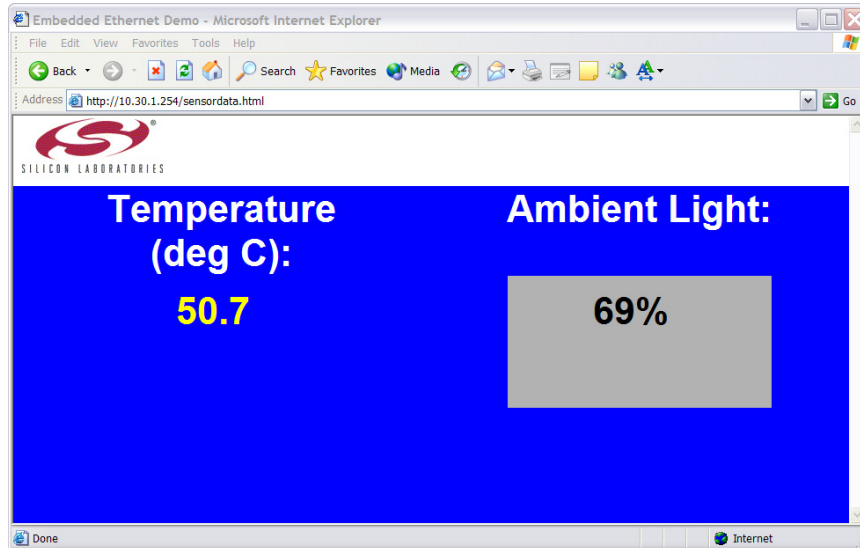 Embedded Ethernet Demo - Microsoft Internet Explorer
File Edit View Favorites Tools Help
Back Search Favorites Media
Address http://10.30.1.254/sensordata.html Go
®
SILICON LABORATORIES
Temperature
(deg C):
Ambient Light:
50.7
69%
Done Internet